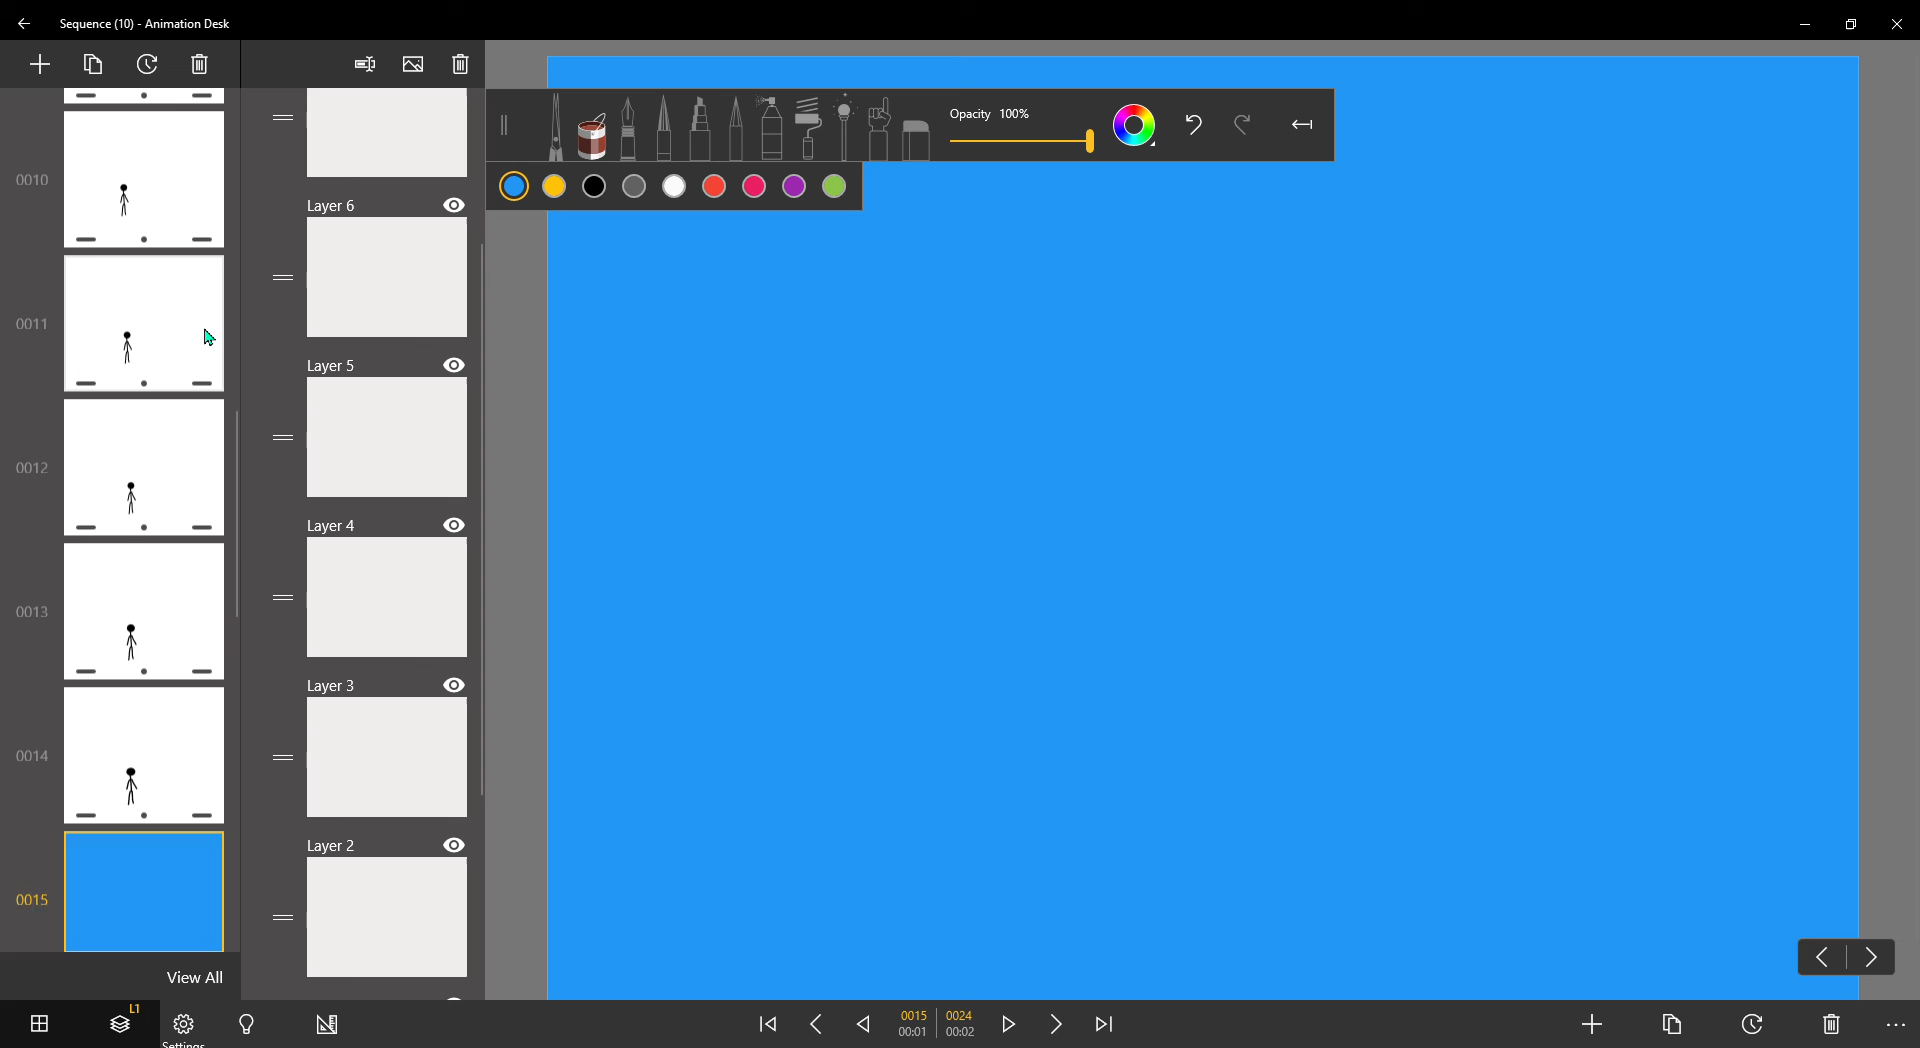 Sequence (10) - Animation Desk
Opacity 100%
0010
0011
0012
0013
0014
0015
View All
Layer 6
Layer 5
Layer 4
Layer 3
Layer 2
L1
Settings
0015 0024
00:01 00:02